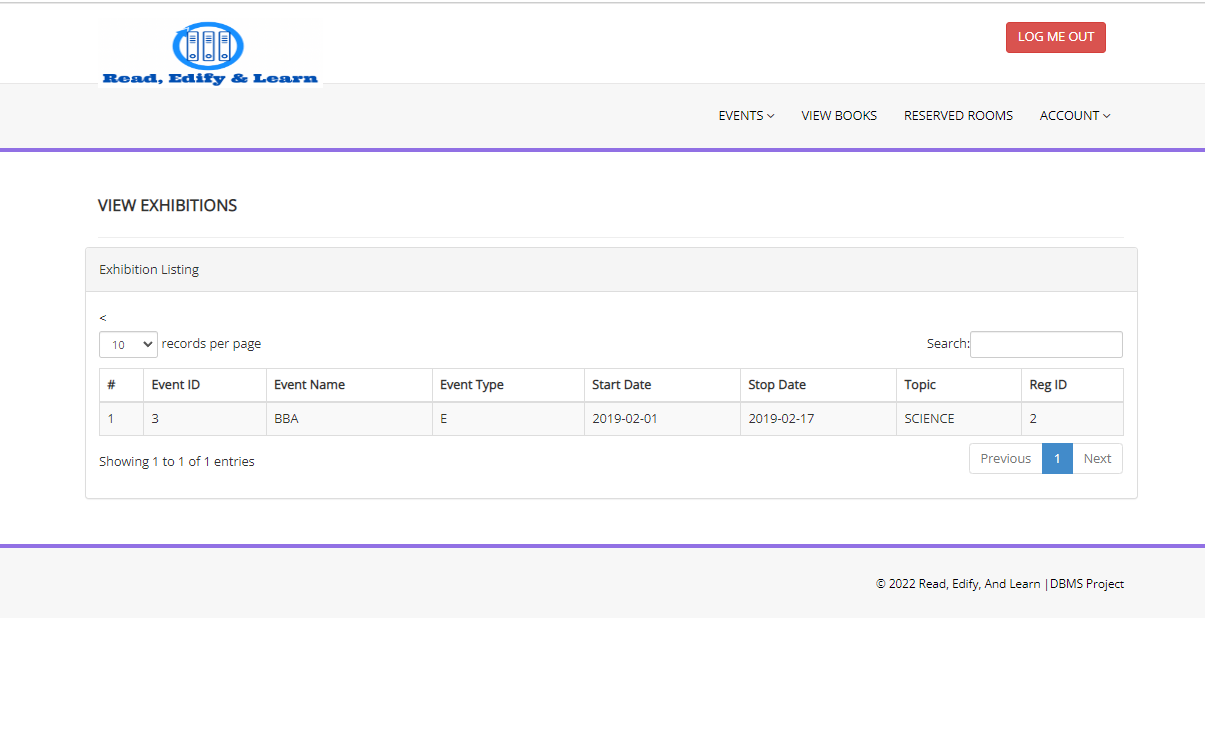 Read, Edify & Learn
LOG ME OUT
EVENTS VIEW BOOKS RESERVED ROOMS ACCOUNT
VIEW EXHIBITIONS
Exhibition Listing
<
10 records per page Search:
# Event ID Event Name Event Type Start Date Stop Date Topic Reg ID
1 3 BBA E 2019-02-01 2019-02-17 SCIENCE 2
Showing 1 to 1 of 1 entries Previous 1 Next
© 2022 Read, Edify, And Learn |DBMS Project